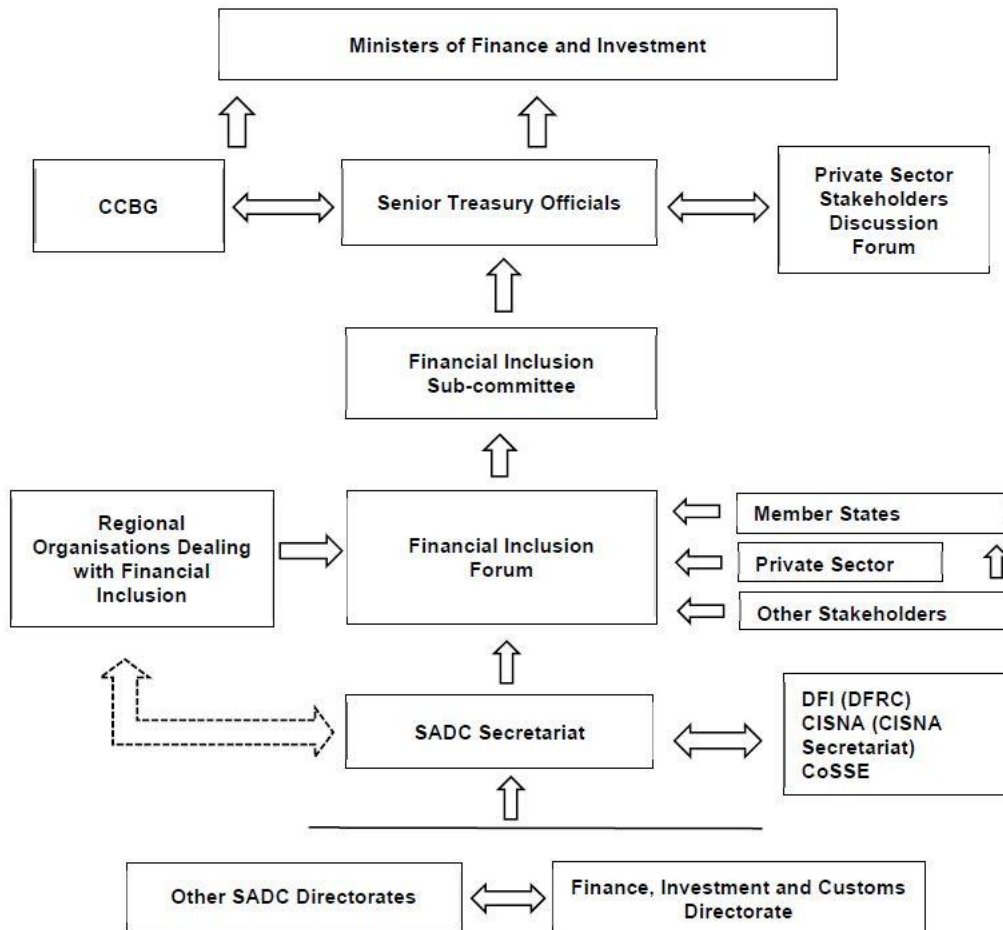 Ministers of Finance and Investment
CCBG
Senior Treasury Officials
Private Sector
Stakeholders
Discussion
Forum
Financial Inclusion
Sub-committee
Regional
Organisations Dealing
with Financial
Inclusion
Financial Inclusion
Forum
Member States
Private Sector
Other Stakeholders
SADC Secretariat
DFI (DFRC)
CISNA (CISNA
Secretariat)
CoSSE
Other SADC Directorates
Finance, Investment and Customs
Directorate